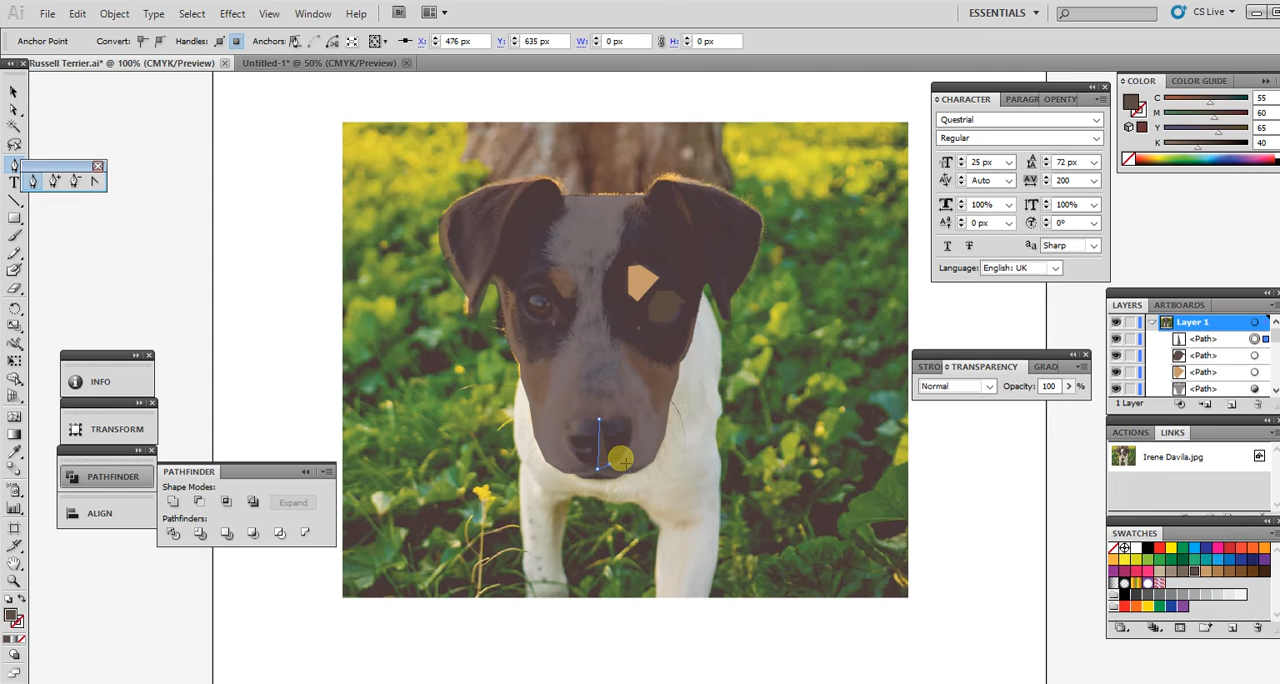 Ai File Edit Object Type Select Effect View Window Help Br ESSENTIALS CS Live
Anchor Point Convert: Handles: Anchors: X: 476 px Y: 635 px W: 0 px H: 0 px
Russell Terrier.ai* @ 100% (CMYK/Preview) Untitled-1* @ 50% (CMYK/Preview)
COLOR COLOR GUIDE
C 55
M 60
Y 65
K 40
CHARACTER PARAGR OPENTY
Questrial
Regular
25 px 72 px
Auto 200
100% 100%
0 px 0°
T T aa Sharp
Language: English: UK
LAYERS ARTBOARDS
Layer 1
<Path>
<Path>
<Path>
<Path>
1 Layer
STRO TRANSPARENCY GRAD
Normal Opacity: 100 %
ACTIONS LINKS
Irene Davila.jpg
SWATCHES
INFO
TRANSFORM
PATHFINDER
ALIGN
PATHFINDER
Shape Modes:
Expand
Pathfinders: